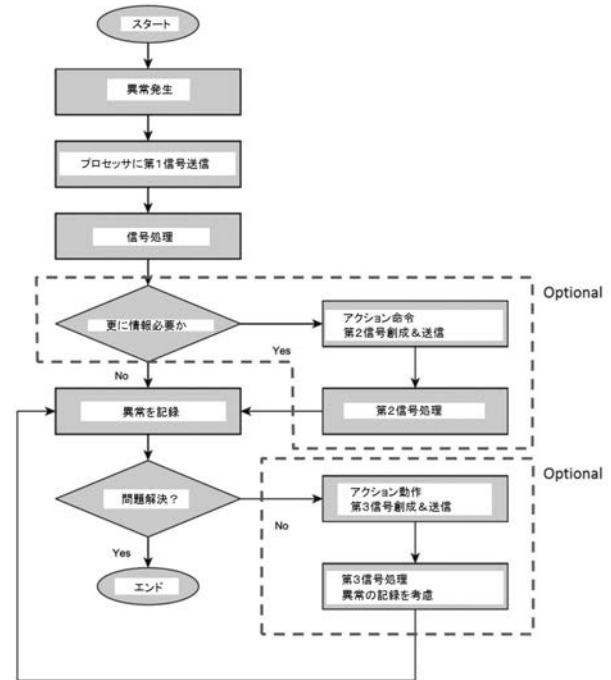 スタート
異常発生
プロセッサに第1信号送信
信号処理
Optional
更に情報必要か
アクション命令
第2信号創成&送信
Yes
No
異常を記録
第2信号処理
Optional
問題解決?
アクション動作
第3信号創成&送信
No
Yes
エンド
第3信号処理
異常の記録を考慮